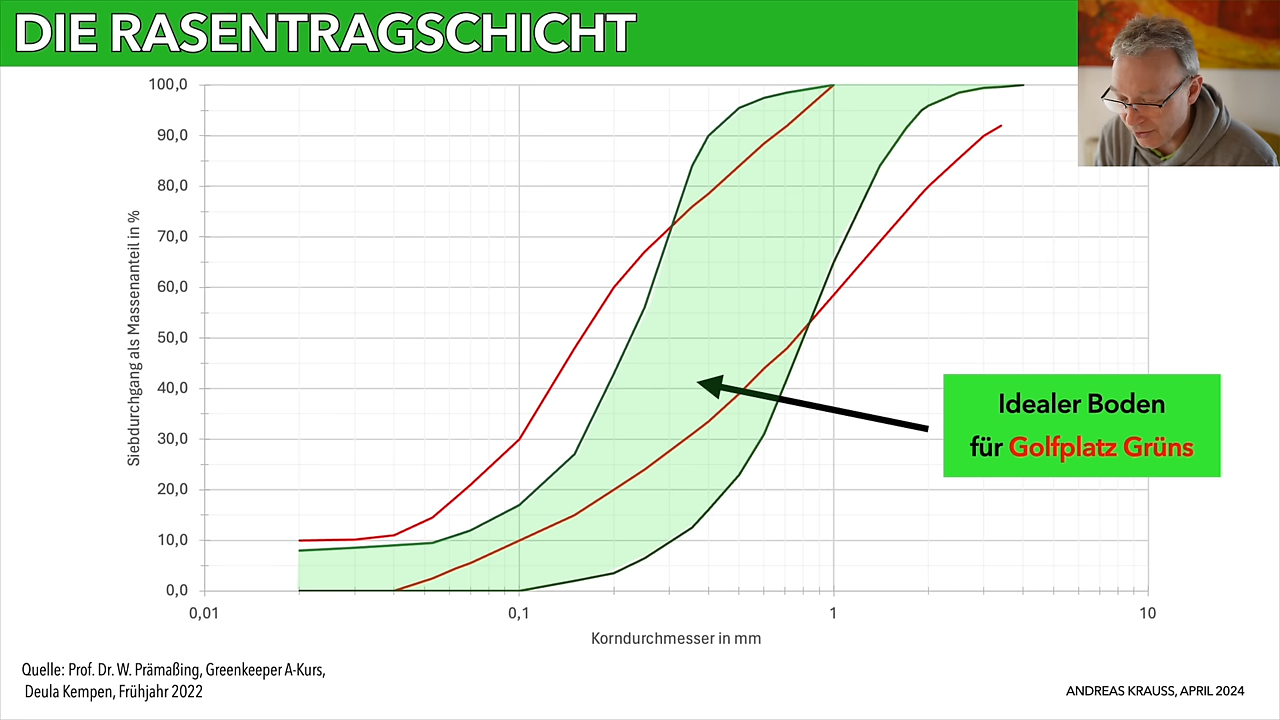 DIE RASENTRAGSCHICHT
100,0
90,0
80,0
70,0
60,0
50,0
40,0
30,0
20,0
10,0
0,0
Siebdurchgang als Massenanteil in %
0,01
0,1
1
10
Korndurchmesser in mm
Idealer Boden
für Golfplatz Grüns
Quelle: Prof. Dr. W. Prämaßing, Greenkeeper A-Kurs,
Deula Kempen, Frühjahr 2022
ANDREAS KRAUSS, APRIL 2024